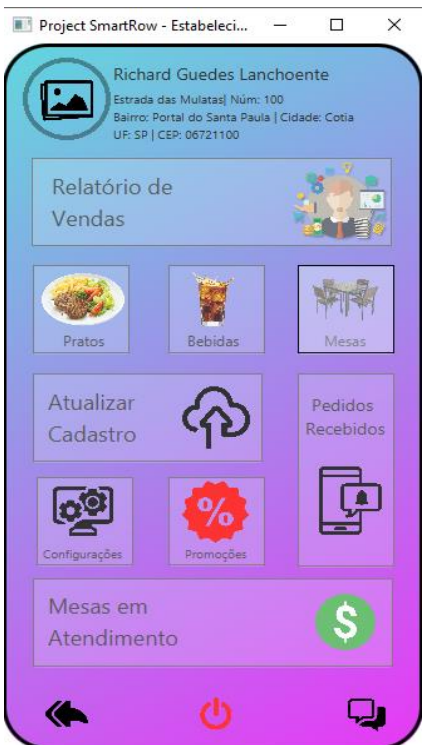 Project SmartRow - Estabeleci...
Richard Guedes Lanchoente
Estrada das Mulatas| Núm: 100
Bairro: Portal do Santa Paula | Cidade: Cotia
UF: SP | CEP: 06721100
Relatório de
Vendas
Pratos
Bebidas
Mesas
Atualizar
Cadastro
Pedidos
Recebidos
Configurações
Promoções
Mesas em
Atendimento